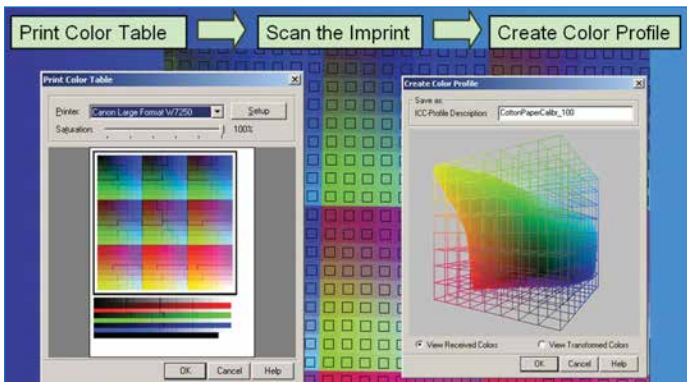 Print Color Table
Scan the Imprint
Create Color Profile
Print Color Table
Printer:
Canon Large Format W7250
Setup
Saturation:
100%
OK
Cancel
Help
Create Color Profile
Save as:
ICC-Profile Description:
CottonPaperCalibr_100
View Received Colors
View Transformed Colors
OK
Cancel
Help